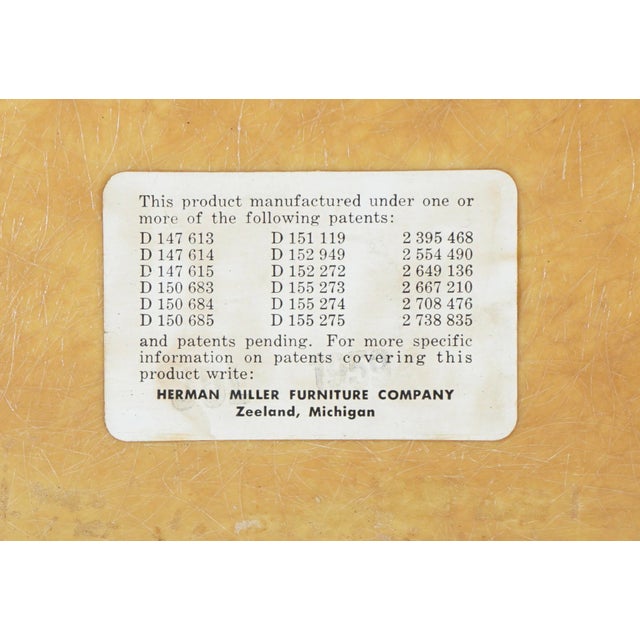 This product manufactured under one or
more of the following patents:
D 147 613 D 151 119 2 395 468
D 147 614 D 152 949 2 554 490
D 147 615 D 152 272 2 649 136
D 150 683 D 155 273 2 667 210
D 150 684 D 155 274 2 708 476
D 150 685 D 155 275 2 738 835
and patents pending. For more specific
information on patents covering this
product write:
HERMAN MILLER FURNITURE COMPANY
Zeeland, Michigan